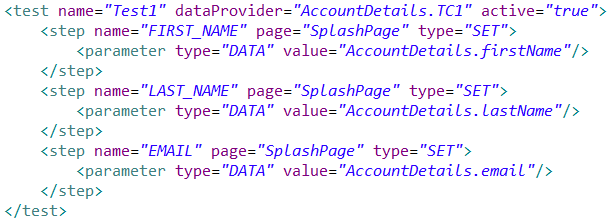 <test name="Test1" dataProvider="AccountDetails.TC1" active="true">
    <step name="FIRST_NAME" page="SplashPage" type="SET">
        <parameter type="DATA" value="AccountDetails.firstName"/>
    </step>
    <step name="LAST_NAME" page="SplashPage" type="SET">
        <parameter type="DATA" value="AccountDetails.lastName"/>
    </step>
    <step name="EMAIL" page="SplashPage" type="SET">
        <parameter type="DATA" value="AccountDetails.email"/>
    </step>
</test>